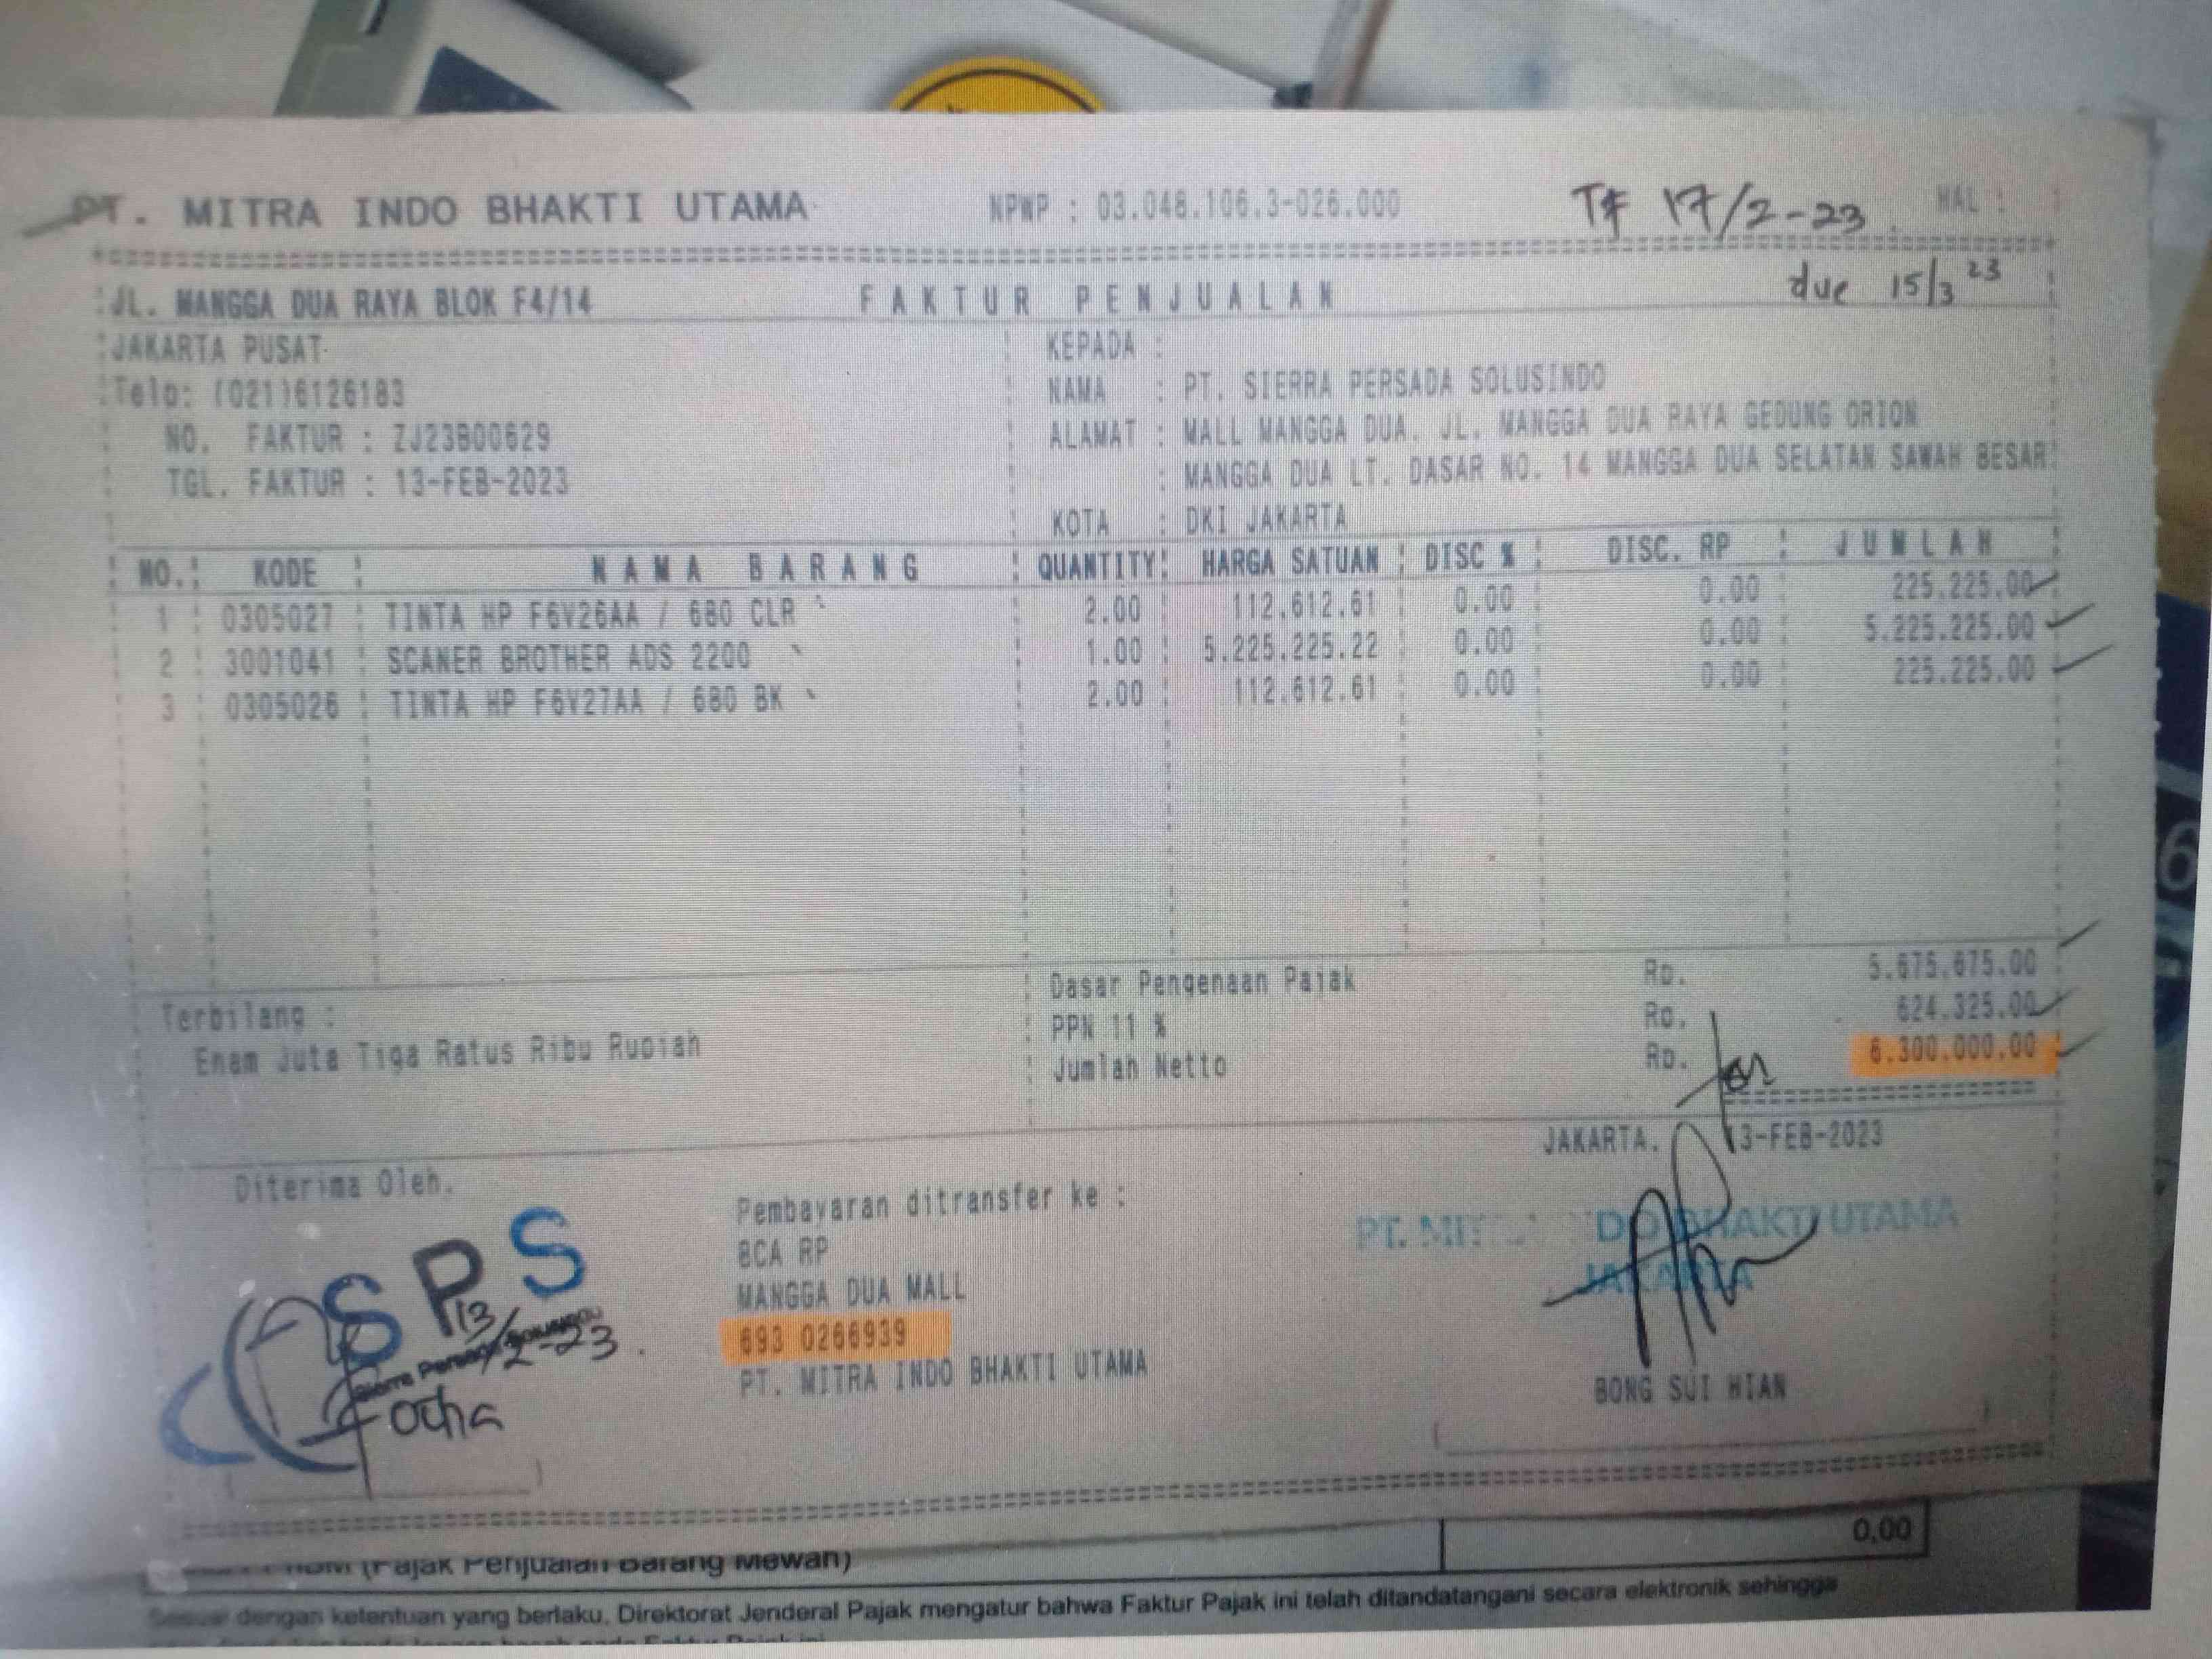 PT. MITRA INDO BHAKTI UTAMA NPWP : 03.048.106.3-026.000 TF 17/2-23 HAL :
due 15/3 23
JL. MANGGA DUA RAYA BLOK F4/14 FAKTUR PENJUALAN
JAKARTA PUSAT KEPADA :
Telp: (021)6126183 NAMA : PT. SIERRA PERSADA SOLUSINDO
NO. FAKTUR : ZJ23B00629 ALAMAT : MALL MANGGA DUA. JL. MANGGA DUA RAYA GEDUNG ORION
TGL. FAKTUR : 13-FEB-2023 : MANGGA DUA LT. DASAR NO. 14 MANGGA DUA SELATAN SAWAH BESAR
KOTA : DKI JAKARTA
NO. KODE NAMA BARANG QUANTITY HARGA SATUAN DISC % DISC. RP JUMLAH
1 0305027 TINTA HP F6V26AA / 680 CLR 2.00 112.612.61 0.00 0.00 225.225.00
2 3001041 SCANER BROTHER ADS 2200 1.00 5.225.225.22 0.00 0.00 5.225.225.00
3 0305026 TINTA HP F6V27AA / 680 BK 2.00 112.612.61 0.00 0.00 225.225.00
Dasar Pengenaan Pajak Rp. 5.675.675.00
Terbilang : PPN 11 % Rp. 624.325.00
Enam Juta Tiga Ratus Ribu Rupiah Jumlah Netto Rp. 6.300.000.00
JAKARTA. 13-FEB-2023
Diterima Oleh.
Pembayaran ditransfer ke :
BCA RP
MANGGA DUA MALL
693 0266939
PT. MITRA INDO BHAKTI UTAMA
SPS
13/2-23.
Ocha
DO BHAKTI UTAMA
JAKARTA
BONG SUI HIAN
(Pajak Penjualan Barang Mewah) 0,00
Sesuai dengan ketentuan yang berlaku, Direktorat Jenderal Pajak mengatur bahwa Faktur Pajak ini telah ditandatangani secara elektronik sehingga